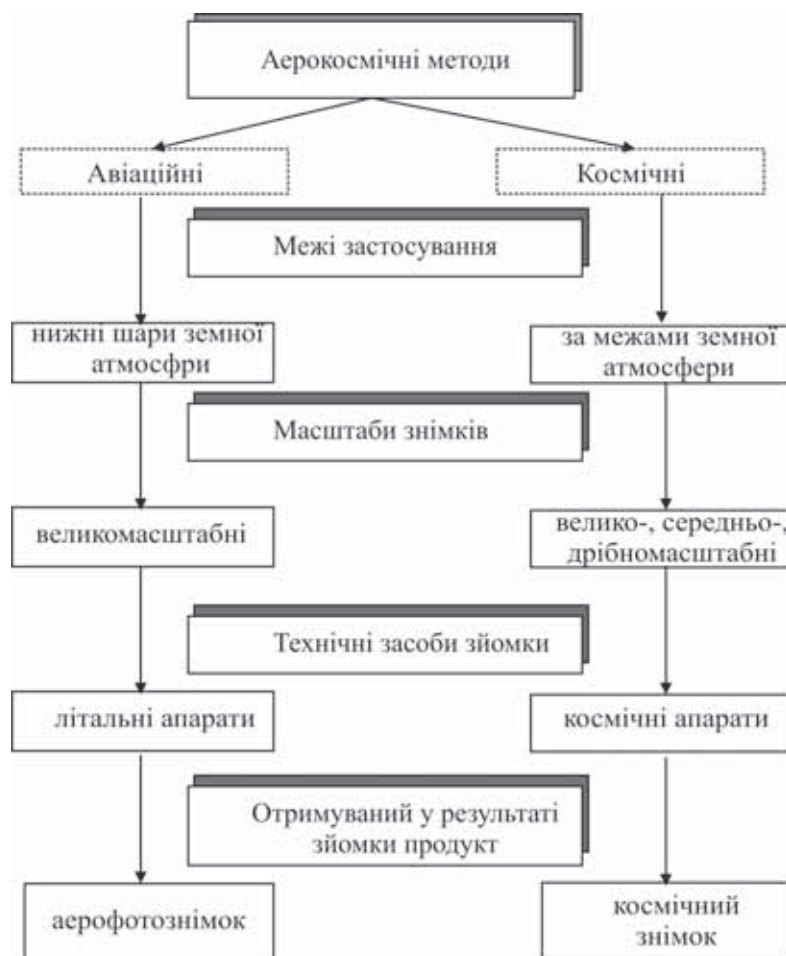 Аерокосмічні методи
Авіаційні
Космічні
Межі застосування
нижні шари земної
атмосфри
за межами земної
атмосфери
Масштаби знімків
великомасштабні
велико-, середньо-,
дрібномасштабні
Технічні засоби зйомки
літальні апарати
космічні апарати
Отримуваний у результаті
зйомки продукт
аерофотознімок
космічний
знімок